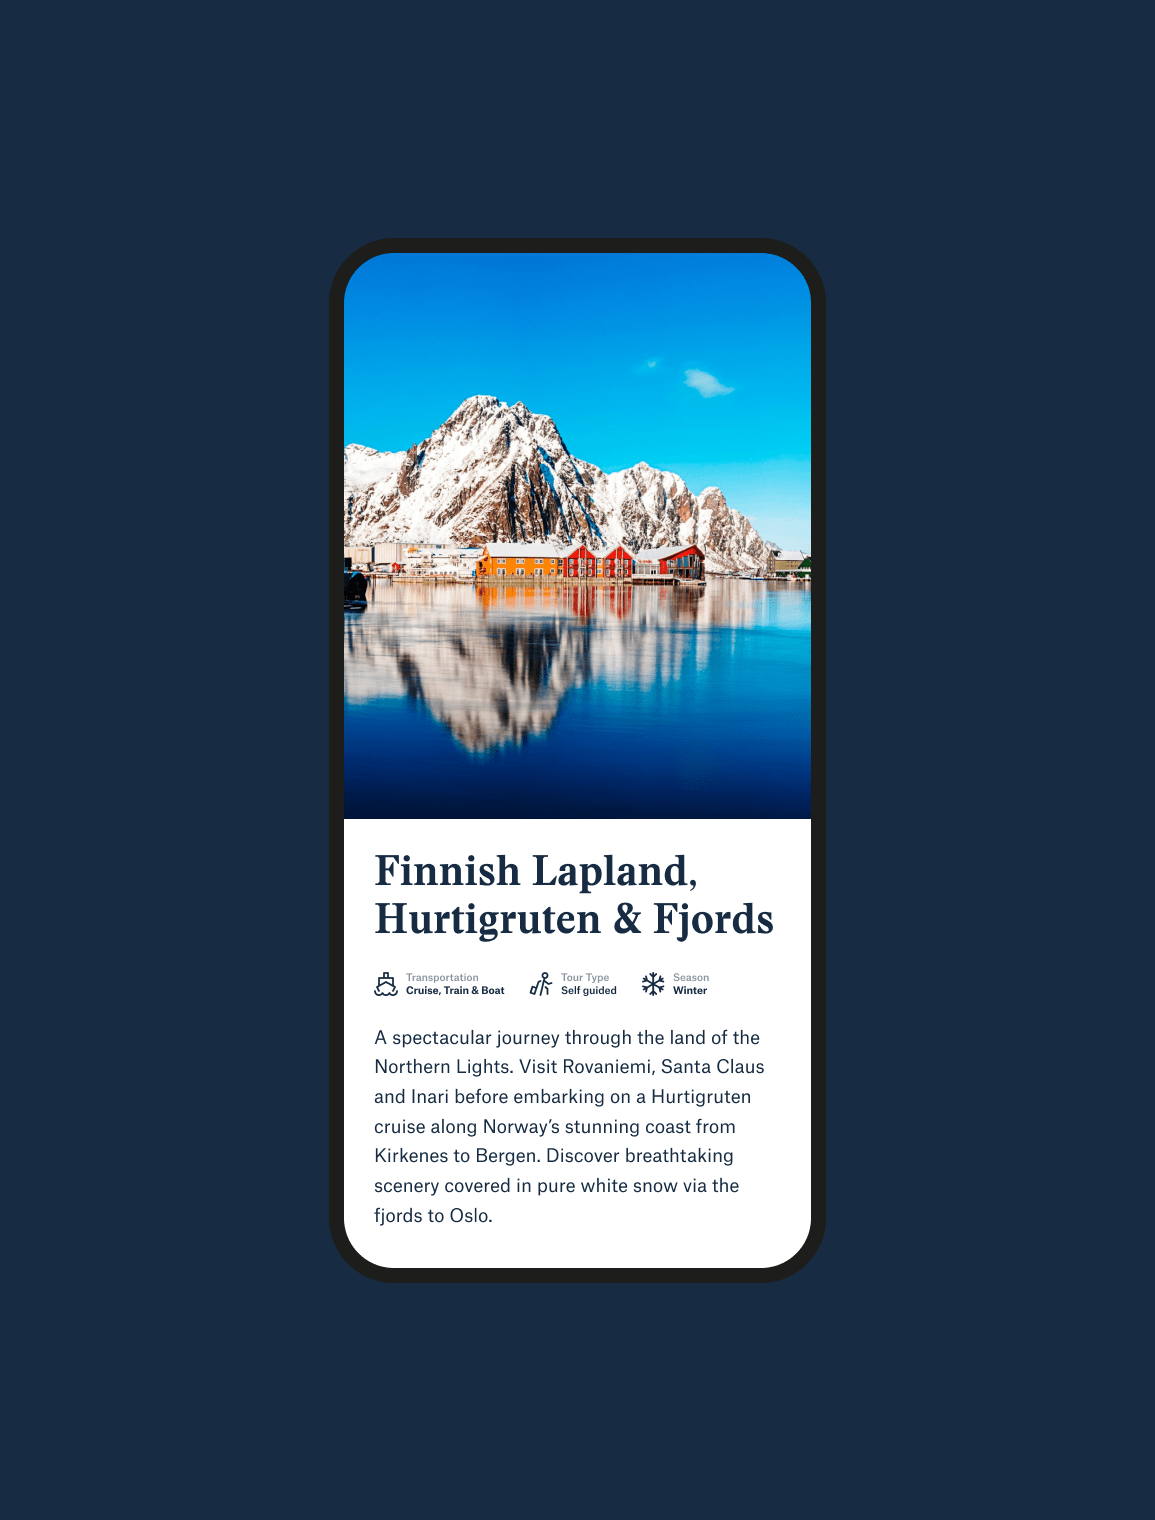 Finnish Lapland,
Hurtigruten & Fjords
Transportation
Cruise, Train & Boat
Tour Type
Self guided
Season
Winter
A spectacular journey through the land of the
Northern Lights. Visit Rovaniemi, Santa Claus
and Inari before embarking on a Hurtigruten
cruise along Norway’s stunning coast from
Kirkenes to Bergen. Discover breathtaking
scenery covered in pure white snow via the
fjords to Oslo.